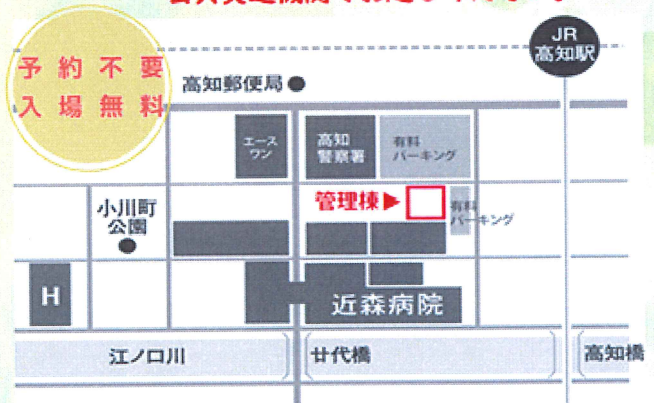 JR
高知駅
予約不要
入場無料
高知郵便局
エース
ワン
高知
警察署
有料
パーキング
小川町
公園
管理棟▶
有料
パーキング
H
近森病院
江ノ口川
廿代橋
高知橋